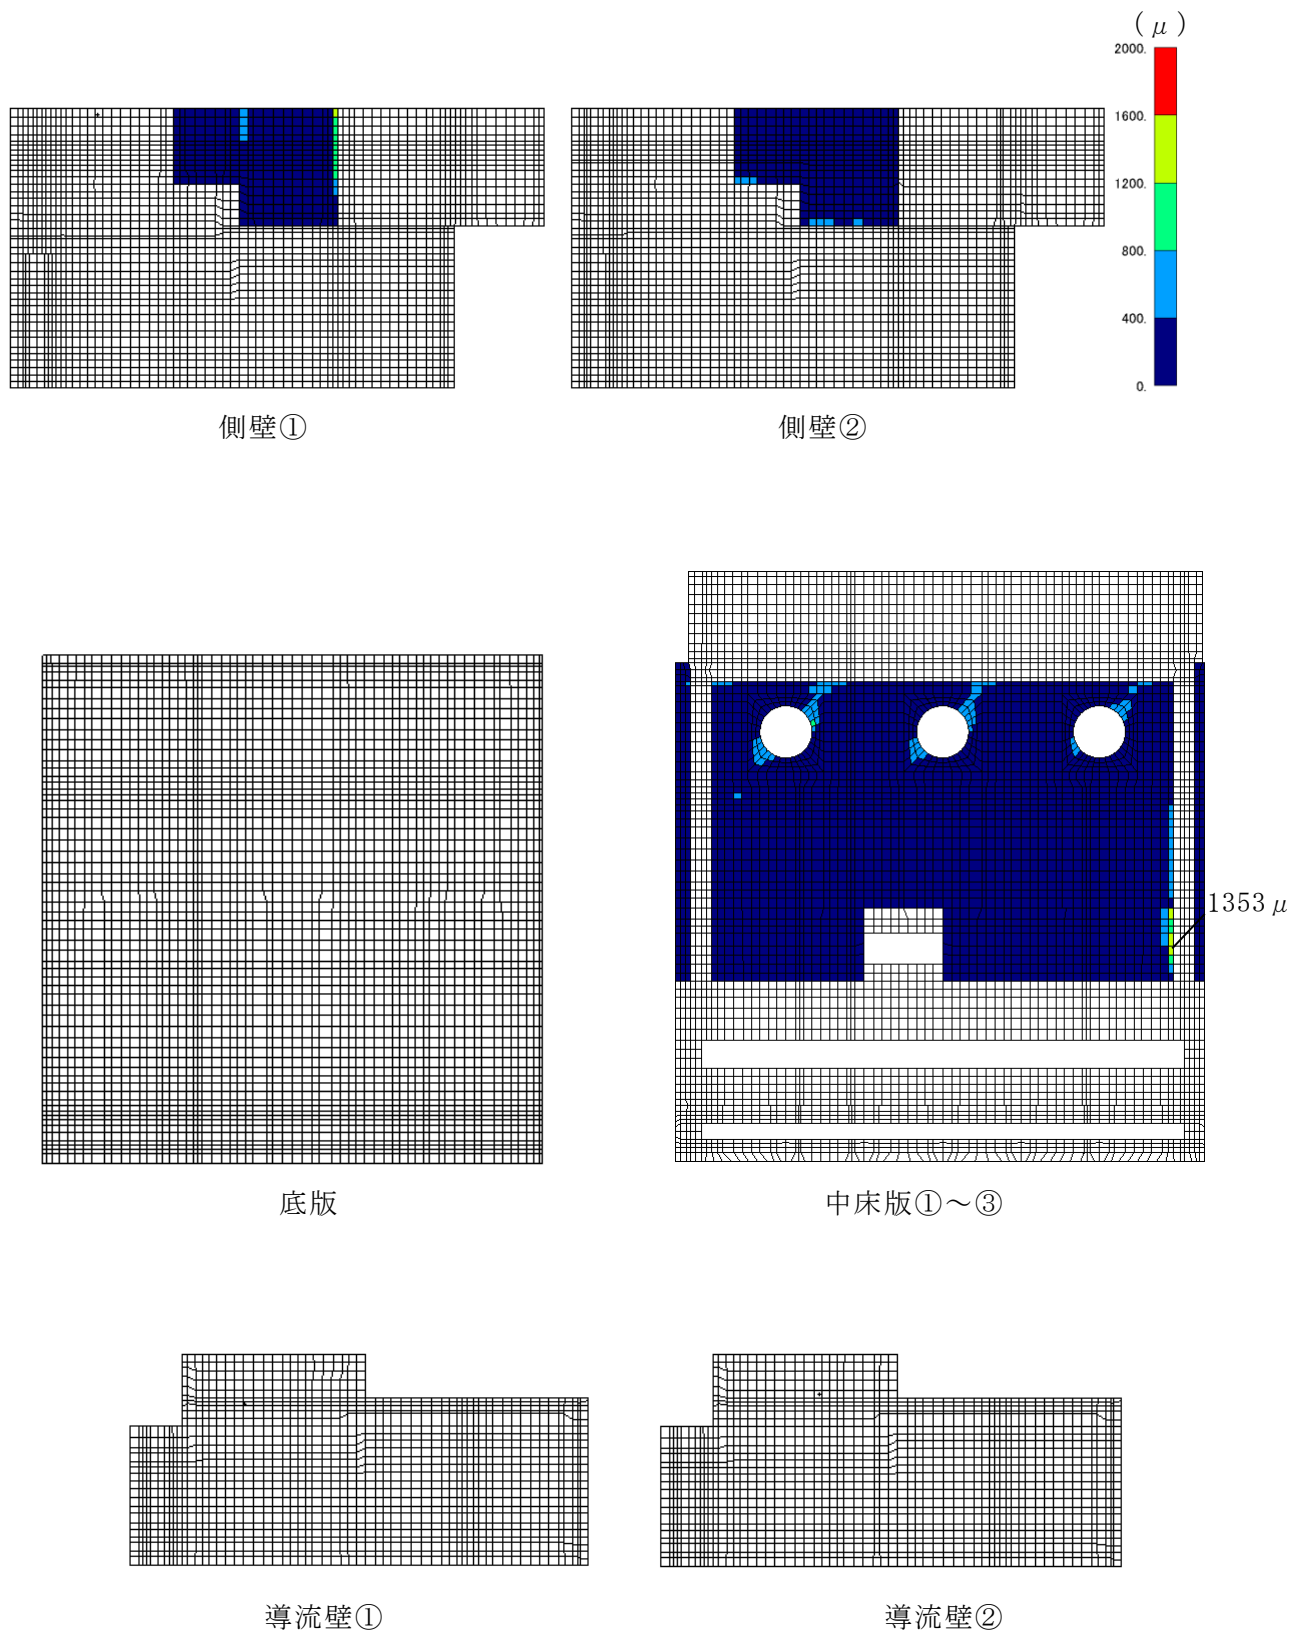 (μ)
2000.
1600.
1200.
800.
400.
0.
側壁①
側壁②
1353μ
底版
中床版①～③
導流壁①
導流壁②